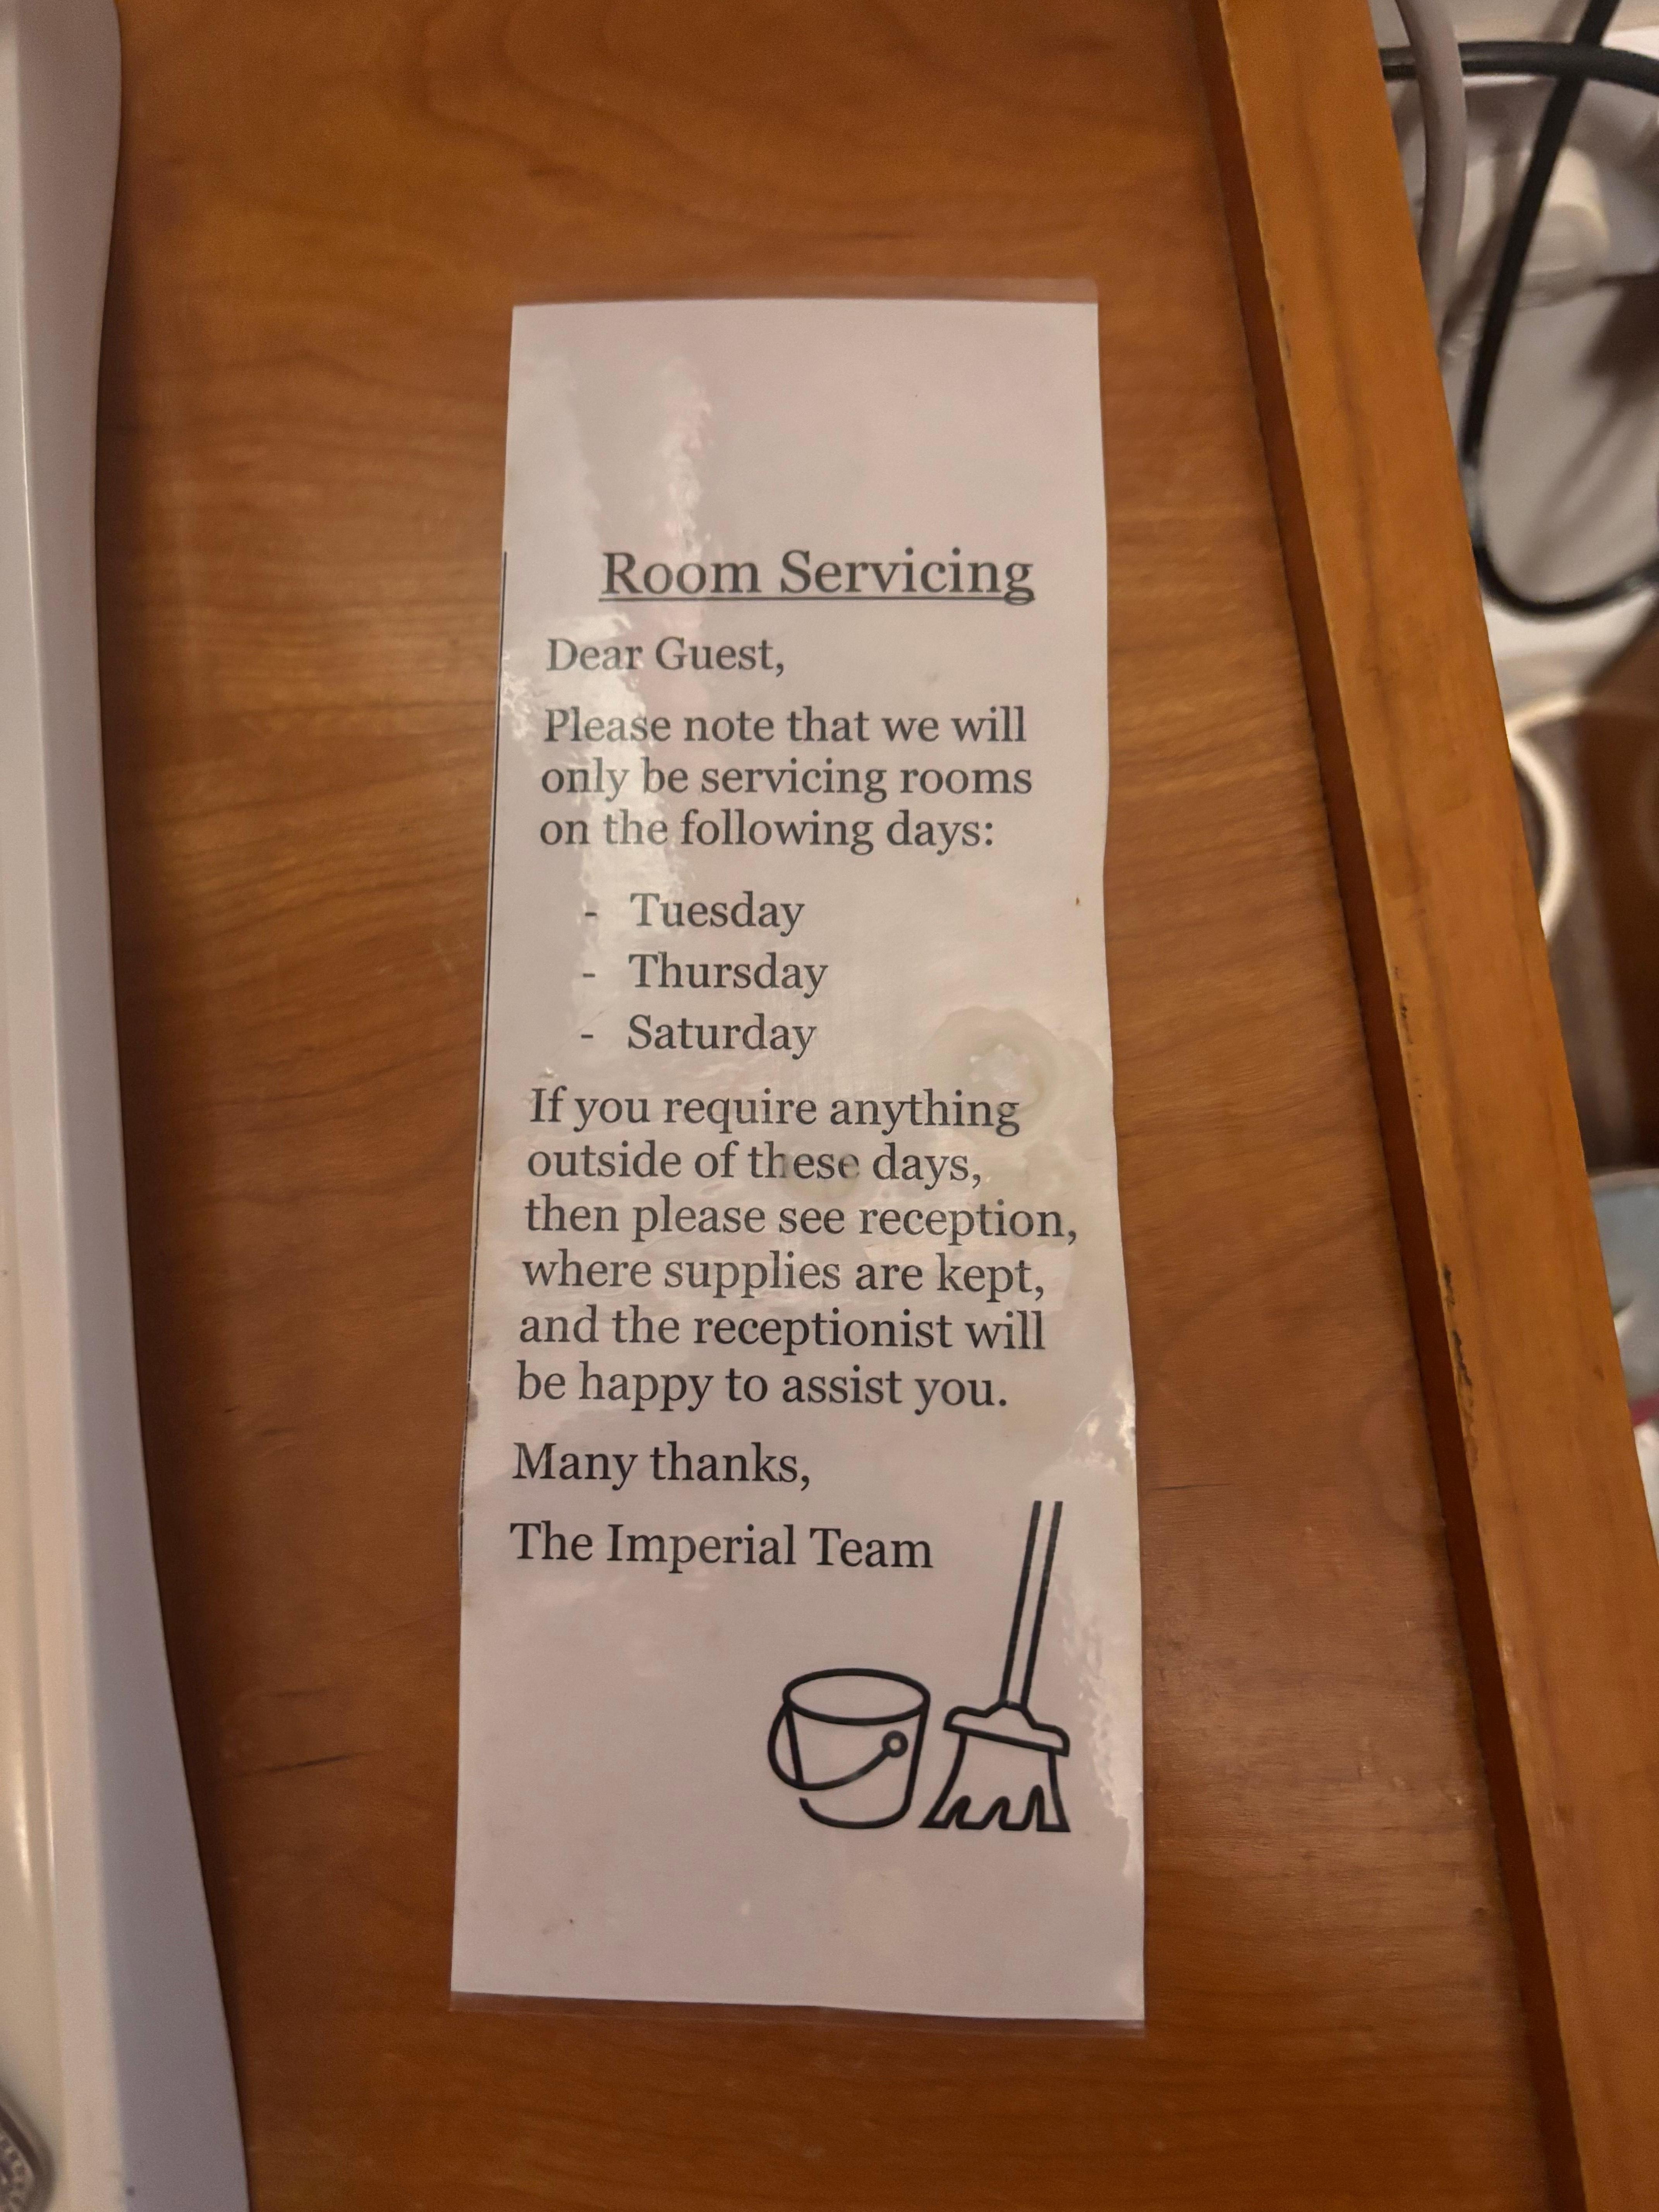 Room Servicing
Dear Guest,
Please note that we will
only be servicing rooms
on the following days:
- Tuesday
- Thursday
- Saturday
If you require anything
outside of these days,
then please see reception,
where supplies are kept,
and the receptionist will
be happy to assist you.
Many thanks,
The Imperial Team